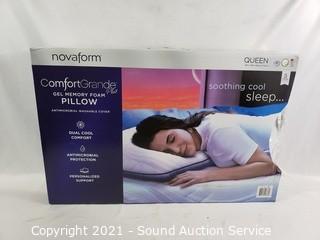 novaform
QUEEN
ComfortGrande Plus
GEL MEMORY FOAM
PILLOW
ANTIMICROBIAL WASHABLE COVER
soothing cool
sleep...
DUAL COOL
COMFORT
ANTIMICROBIAL
PROTECTION
PERSONALIZED
SUPPORT
Copyright 2021 - Sound Auction Service